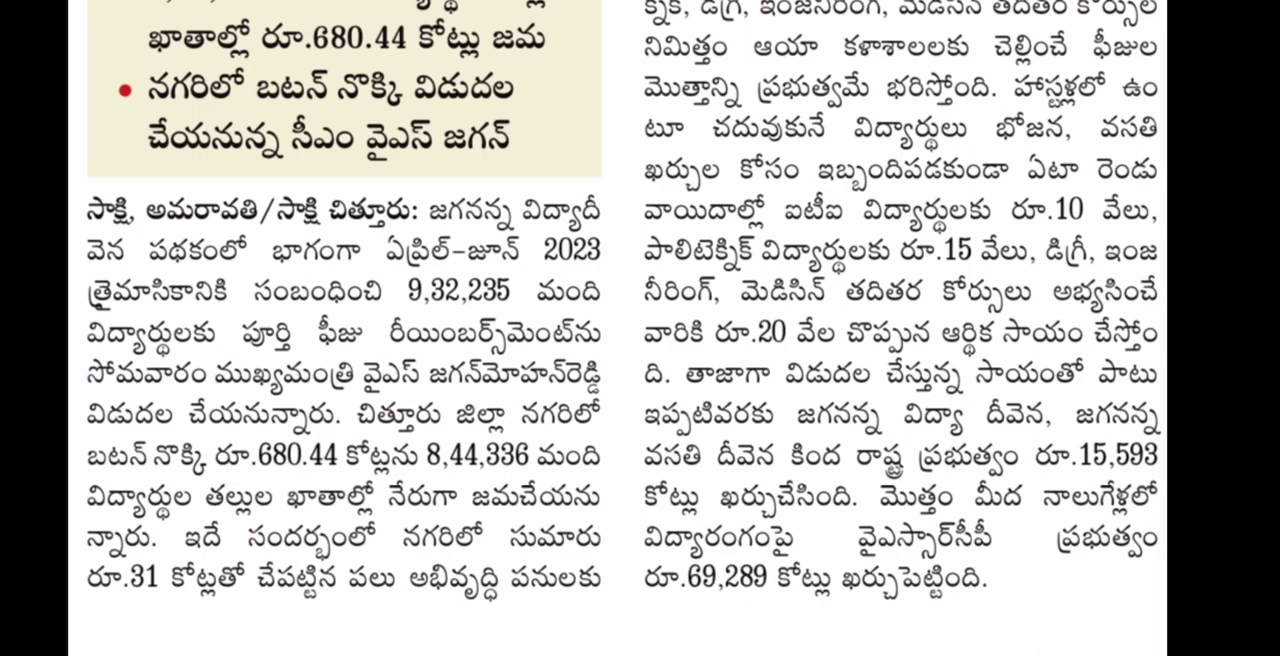 ఖాతాల్లో రూ.680.44 కోట్లు జమ
• నగరిలో బటన్ నొక్కి విడుదల
చేయనున్న సీఎం వైఎస్ జగన్
సాక్షి, అమరావతి/సాక్షి చిత్తూరు: జగనన్న విద్యాదీ
వెన పథకంలో భాగంగా ఏప్రిల్-జూన్ 2023
త్రైమాసికానికి సంబంధించి 9,32,235 మంది
విద్యార్థులకు పూర్తి ఫీజు రీయింబర్స్‌మెంట్‌ను
సోమవారం ముఖ్యమంత్రి వైఎస్ జగన్‌మోహన్‌రెడ్డి
విడుదల చేయనున్నారు. చిత్తూరు జిల్లా నగరిలో
బటన్ నొక్కి రూ.680.44 కోట్లను 8,44,336 మంది
విద్యార్థుల తల్లుల ఖాతాల్లో నేరుగా జమచేయను
న్నారు. ఇదే సందర్భంలో నగరిలో సుమారు
రూ.31 కోట్లతో చేపట్టిన పలు అభివృద్ధి పనులకు
క్నిక్, డిగ్రీ, ఇంజనీరింగ్, మెడిసిన్ తదితం కోర్సుల
నిమిత్తం ఆయా కళాశాలలకు చెల్లించే ఫీజుల
మొత్తాన్ని ప్రభుత్వమే భరిస్తోంది. హాస్టళ్లలో ఉం
టూ చదువుకునే విద్యార్థులు భోజన, వసతి
ఖర్చుల కోసం ఇబ్బందిపడకుండా ఏటా రెండు
వాయిదాల్లో ఐటీఐ విద్యార్థులకు రూ.10 వేలు,
పాలిటెక్నిక్ విద్యార్థులకు రూ.15 వేలు, డిగ్రీ, ఇంజ
నీరింగ్, మెడిసిన్ తదితర కోర్సులు అభ్యసించే
వారికి రూ.20 వేల చొప్పున ఆర్థిక సాయం చేస్తోం
ది. తాజాగా విడుదల చేస్తున్న సాయంతో పాటు
ఇప్పటివరకు జగనన్న విద్యా దీవెన, జగనన్న
వసతి దీవెన కింద రాష్ట్ర ప్రభుత్వం రూ.15,593
కోట్లు ఖర్చుచేసింది. మొత్తం మీద నాలుగేళ్లలో
విద్యారంగంపై వైఎస్సార్‌సీపీ ప్రభుత్వం
రూ.69,289 కోట్లు ఖర్చుపెట్టింది.